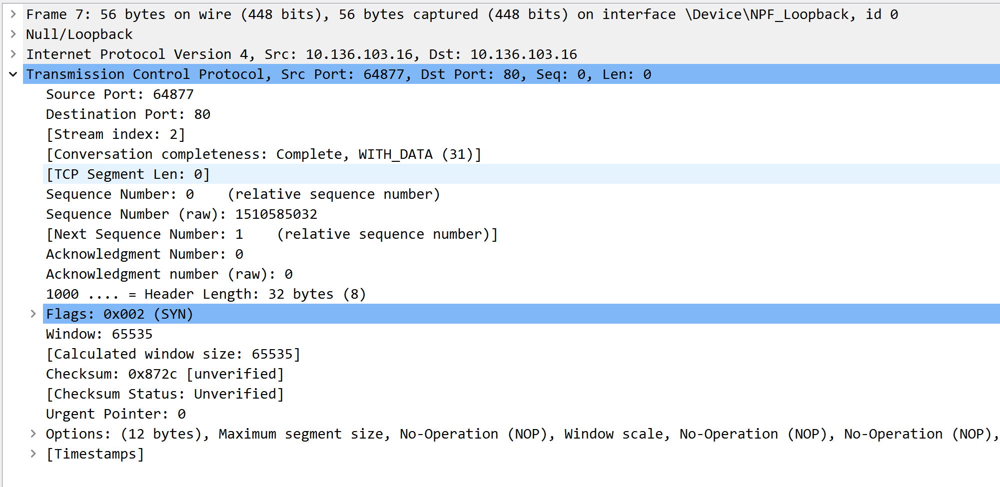 Frame 7: 56 bytes on wire (448 bits), 56 bytes captured (448 bits) on interface \Device\NPF_Loopback, id 0
Null/Loopback
Internet Protocol Version 4, Src: 10.136.103.16, Dst: 10.136.103.16
Transmission Control Protocol, Src Port: 64877, Dst Port: 80, Seq: 0, Len: 0
Source Port: 64877
Destination Port: 80
[Stream index: 2]
[Conversation completeness: Complete, WITH_DATA (31)]
[TCP Segment Len: 0]
Sequence Number: 0    (relative sequence number)
Sequence Number (raw): 1510585032
[Next Sequence Number: 1    (relative sequence number)]
Acknowledgment Number: 0
Acknowledgment number (raw): 0
1000 .... = Header Length: 32 bytes (8)
Flags: 0x002 (SYN)
Window: 65535
[Calculated window size: 65535]
Checksum: 0x872c [unverified]
[Checksum Status: Unverified]
Urgent Pointer: 0
Options: (12 bytes), Maximum segment size, No-Operation (NOP), Window scale, No-Operation (NOP), No-Operation (NOP),
[Timestamps]